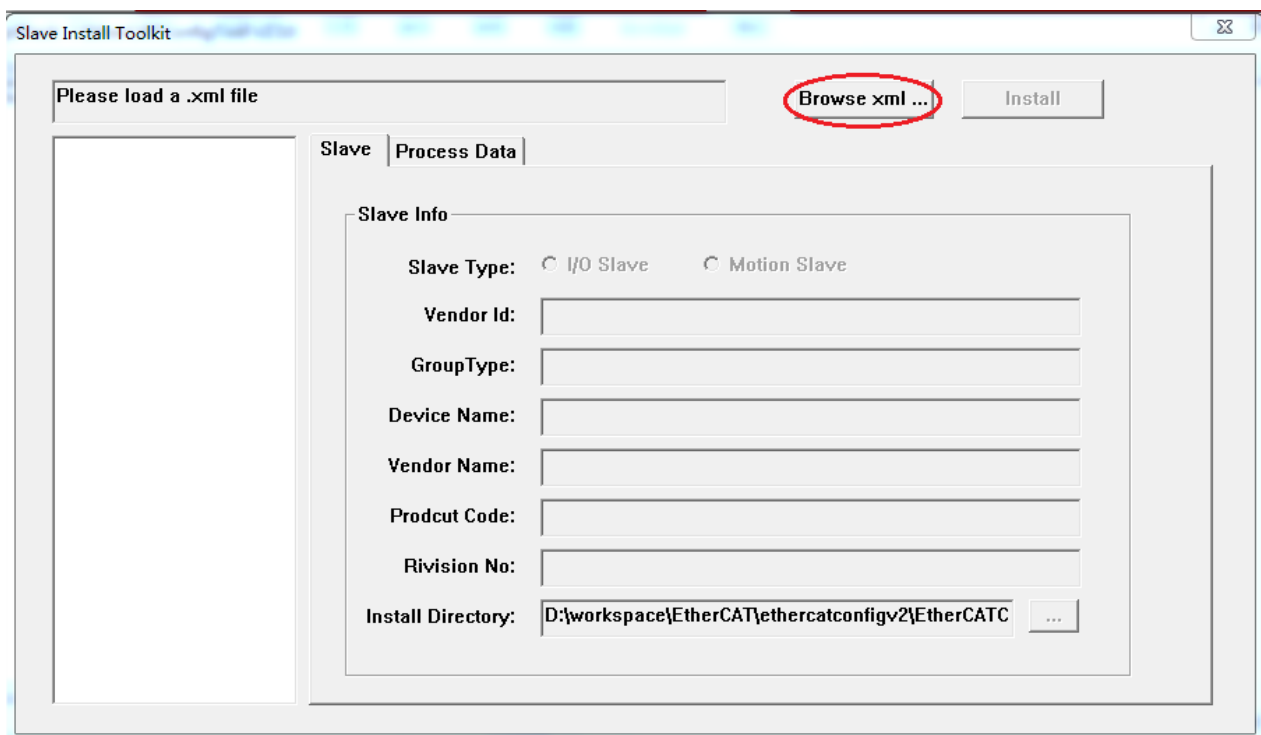 Slave Install Toolkit
Please load a .xml file
Browse xml ...
Install
Slave
Process Data
Slave Info
Slave Type:
I/O Slave
Motion Slave
Vendor Id:
GroupType:
Device Name:
Vendor Name:
Prodcut Code:
Rivision No:
Install Directory:
D:\workspace\EtherCAT\ethercatconfigv2\EtherCATC
...